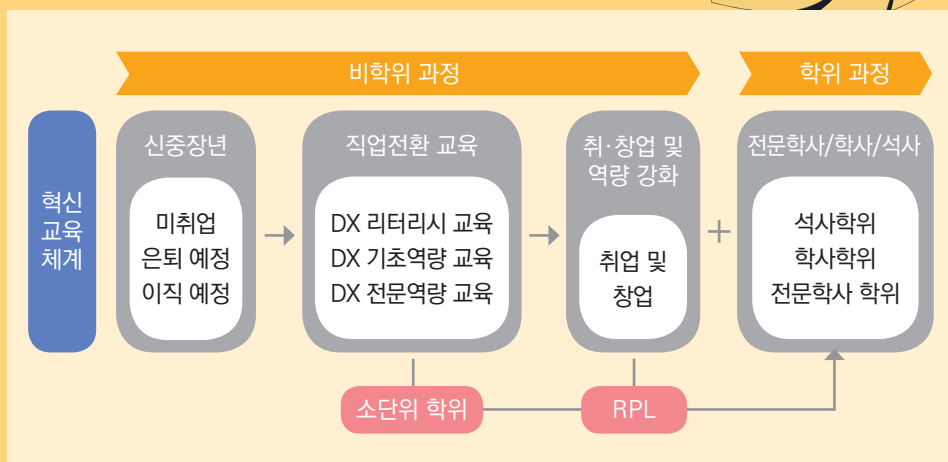 비학위 과정
학위 과정
혁신
교육
체계
신중장년
미취업
은퇴 예정
이직 예정
직업전환 교육
DX 리터리시 교육
DX 기초역량 교육
DX 전문역량 교육
취·창업 및
역량 강화
취업 및
창업
전문학사/학사/석사
석사학위
학사학위
전문학사 학위
소단위 학위
RPL